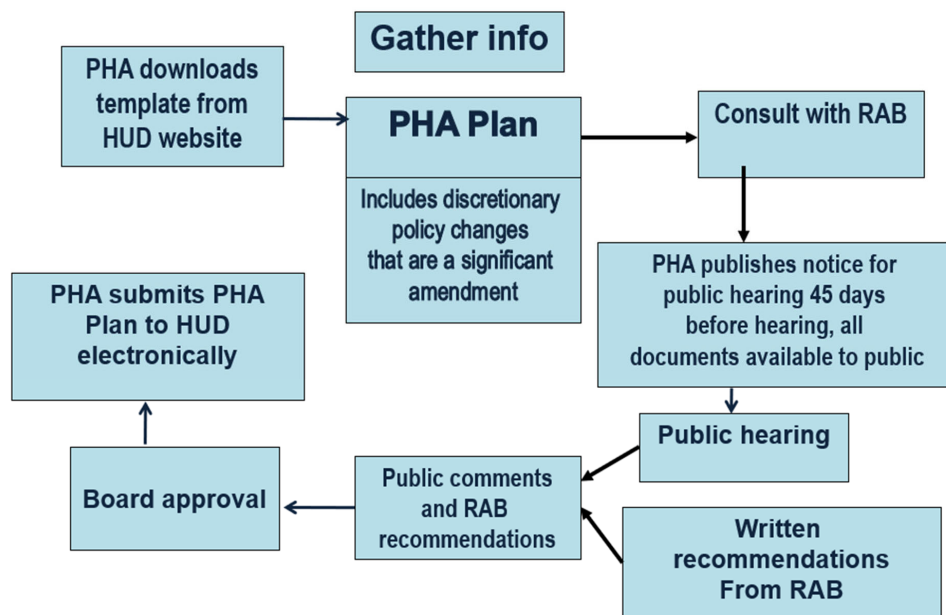 Gather info
PHA downloads
template from
HUD website
PHA Plan
Includes discretionary
policy changes
that are a significant
amendment
Consult with RAB
PHA publishes notice for
public hearing 45 days
before hearing, all
documents available to public
Public hearing
Written
recommendations
From RAB
Public comments
and RAB
recommendations
Board approval
PHA submits PHA
Plan to HUD
electronically